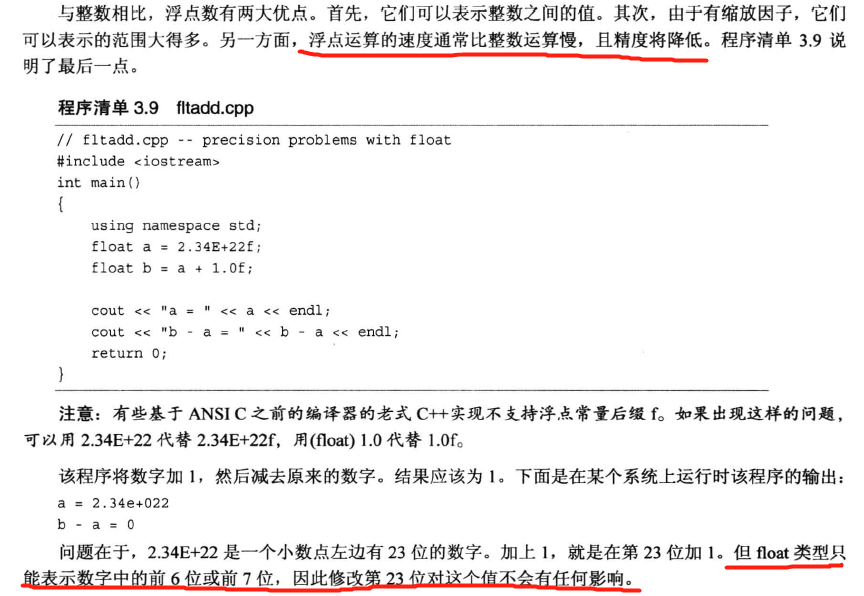 与整数相比，浮点数有两大优点。首先，它们可以表示整数之间的值。其次，由于有缩放因子，它们
可以表示的范围大得多。另一方面，浮点运算的速度通常比整数运算慢，且精度将降低。程序清单 3.9 说
明了最后一点。
程序清单 3.9 fltadd.cpp
// fltadd.cpp -- precision problems with float
#include <iostream>
int main()
{
using namespace std;
float a = 2.34E+22f;
float b = a + 1.0f;
cout << "a = " << a << endl;
cout << "b - a = " << b - a << endl;
return 0;
}
注意：有些基于 ANSI C 之前的编译器的老式 C++实现不支持浮点常量后缀 f。如果出现这样的问题，
可以用 2.34E+22 代替 2.34E+22f，用(float) 1.0 代替 1.0f。
该程序将数字加 1，然后减去原来的数字。结果应该为 1。下面是在某个系统上运行时该程序的输出：
a = 2.34e+022
b - a = 0
问题在于，2.34E+22 是一个小数点左边有 23 位的数字。加上 1，就是在第 23 位加 1。但 float 类型只
能表示数字中的前 6 位或前 7 位，因此修改第 23 位对这个值不会有任何影响。